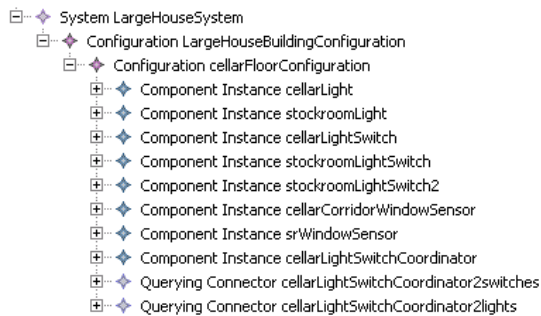 System LargeHouseSystem
Configuration LargeHouseBuildingConfiguration
Configuration cellarFloorConfiguration
Component Instance cellarLight
Component Instance stockroomLight
Component Instance cellarLightSwitch
Component Instance stockroomLightSwitch
Component Instance stockroomLightSwitch2
Component Instance cellarCorridorWindowSensor
Component Instance srWindowSensor
Component Instance cellarLightSwitchCoordinator
Querying Connector cellarLightSwitchCoordinator2switches
Querying Connector cellarLightSwitchCoordinator2lights